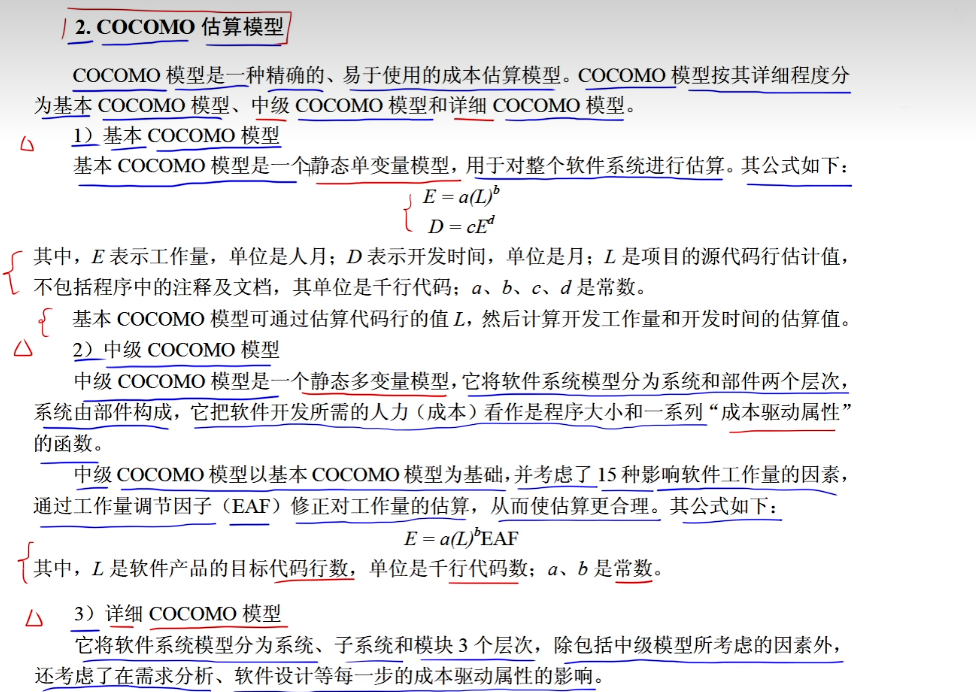 2. COCOMO 估算模型
COCOMO 模型是一种精确的、易于使用的成本估算模型。COCOMO 模型按其详细程度分
为基本 COCOMO 模型、中级 COCOMO 模型和详细 COCOMO 模型。
1）基本 COCOMO 模型
基本 COCOMO 模型是一个静态单变量模型，用于对整个软件系统进行估算。其公式如下：
E = a(L)^b
D = cE^d
其中，E 表示工作量，单位是人月；D 表示开发时间，单位是月；L 是项目的源代码行估计值，
不包括程序中的注释及文档，其单位是千行代码；a、b、c、d 是常数。
基本 COCOMO 模型可通过估算代码行的值 L，然后计算开发工作量和开发时间的估算值。
2）中级 COCOMO 模型
中级 COCOMO 模型是一个静态多变量模型，它将软件系统模型分为系统和部件两个层次，
系统由部件构成，它把软件开发所需的人力（成本）看作是程序大小和一系列“成本驱动属性”
的函数。
中级 COCOMO 模型以基本 COCOMO 模型为基础，并考虑了 15 种影响软件工作量的因素，
通过工作量调节因子（EAF）修正对工作量的估算，从而使估算更合理。其公式如下：
E = a(L)^bEAF
其中，L 是软件产品的目标代码行数，单位是千行代码数；a、b 是常数。
3）详细 COCOMO 模型
它将软件系统模型分为系统、子系统和模块 3 个层次，除包括中级模型所考虑的因素外，
还考虑了在需求分析、软件设计等每一步的成本驱动属性的影响。